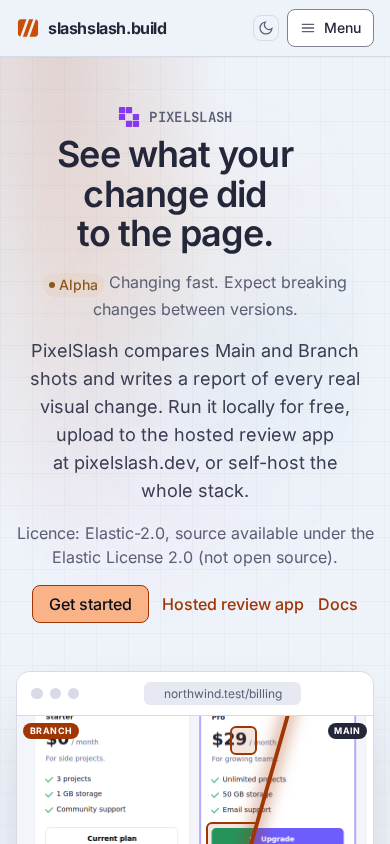 slashslash.build
Menu
PIXELSLASH
See what your
change did
to the page.
Alpha Changing fast. Expect breaking
changes between versions.
PixelSlash compares Main and Branch
shots and writes a report of every real
visual change. Run it locally for free,
upload to the hosted review app
at pixelslash.dev, or self-host the
whole stack.
Licence: Elastic-2.0, source available under the
Elastic License 2.0 (not open source).
Get started Hosted review app Docs
northwind.test/billing
Starter
Pro
BRANCH
MAIN
$0 / month
$29 / month
For side projects.
For growing teams.
3 projects
Unlimited projects
1 GB storage
50 GB storage
Community support
Email support
Current plan
Upgrade